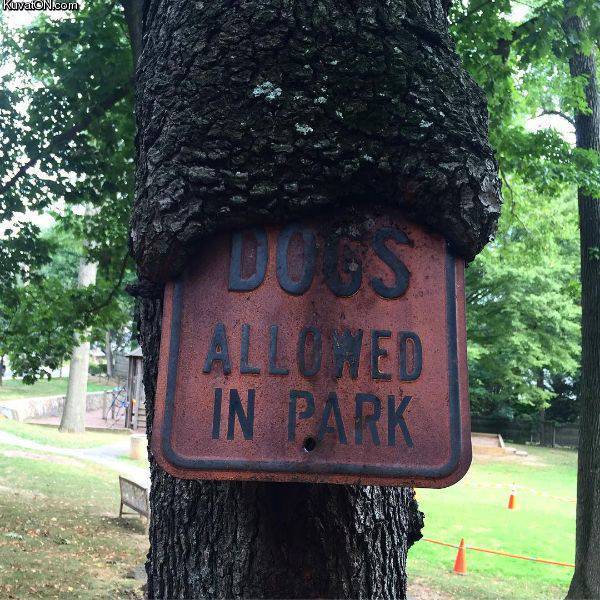 KuvatON.com
DOGS
ALLOWED
IN PARK